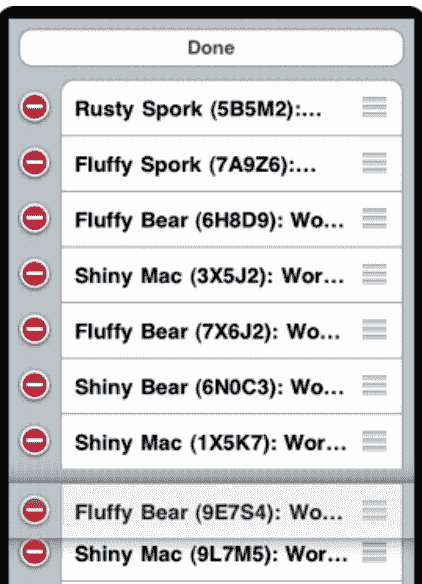 Done
Rusty Spork (5B5M2):...
Fluffy Spork (7A9Z6):...
Fluffy Bear (6H8D9): Wo...
Shiny Mac (3X5J2): Wor...
Fluffy Bear (7X6J2): Wo...
Shiny Bear (6N0C3): Wo...
Shiny Mac (1X5K7): Wor...
Fluffy Bear (9E7S4): Wo...
Shiny Mac (9L7M5): Wor...